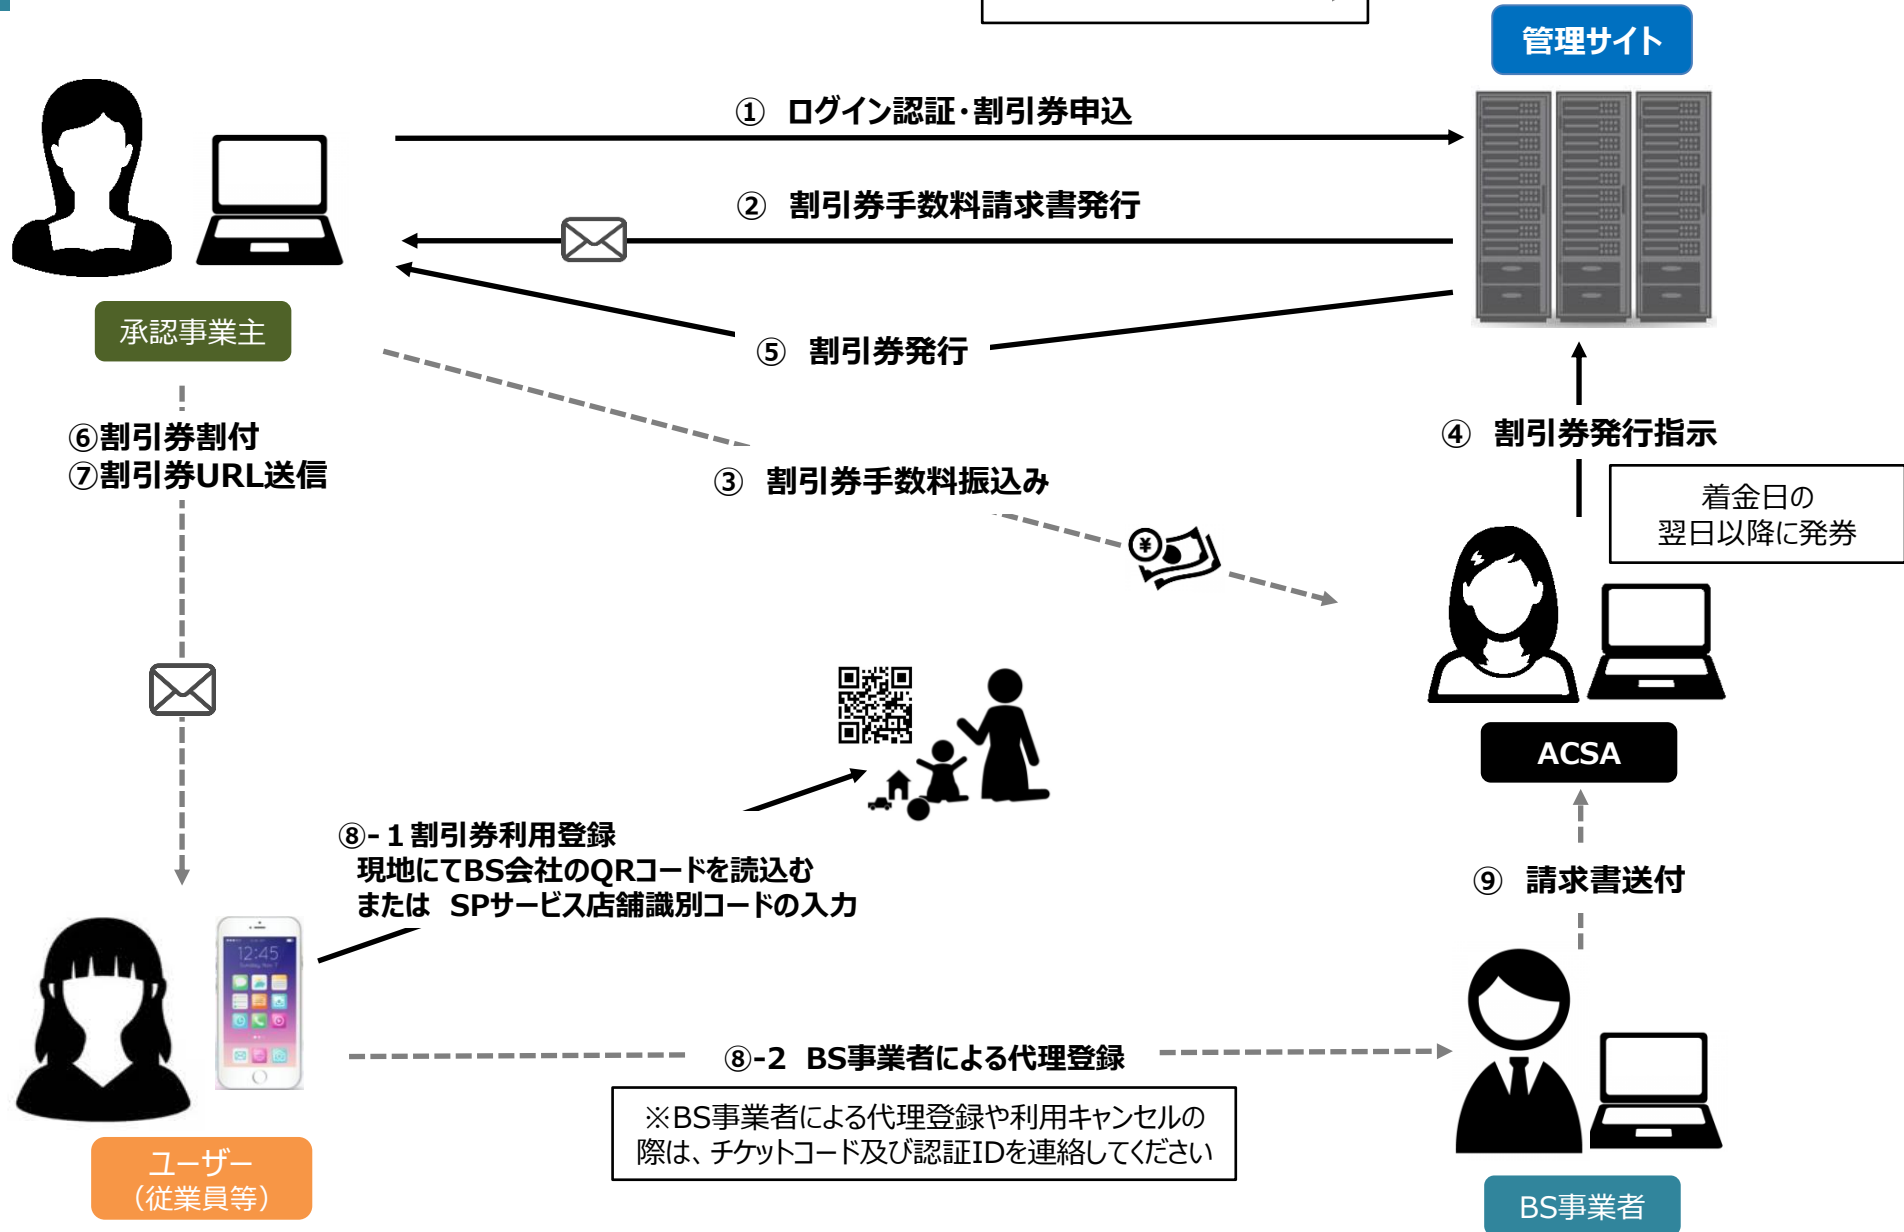 管理サイト
① ログイン認証・割引券申込
② 割引券手数料請求書発行
承認事業主
⑤ 割引券発行
⑥割引券割付
⑦割引券URL送信
④ 割引券発行指示
③ 割引券手数料振込み
着金日の
翌日以降に発券
¥
ACSA
⑧-１割引券利用登録
現地にてBS会社のQRコードを読込む
または SPサービス店舗識別コードの入力
⑨ 請求書送付
12:45
⑧-2 BS事業者による代理登録
※BS事業者による代理登録や利用キャンセルの
際は、チケットコード及び認証IDを連絡してください
ユーザー
（従業員等）
BS事業者